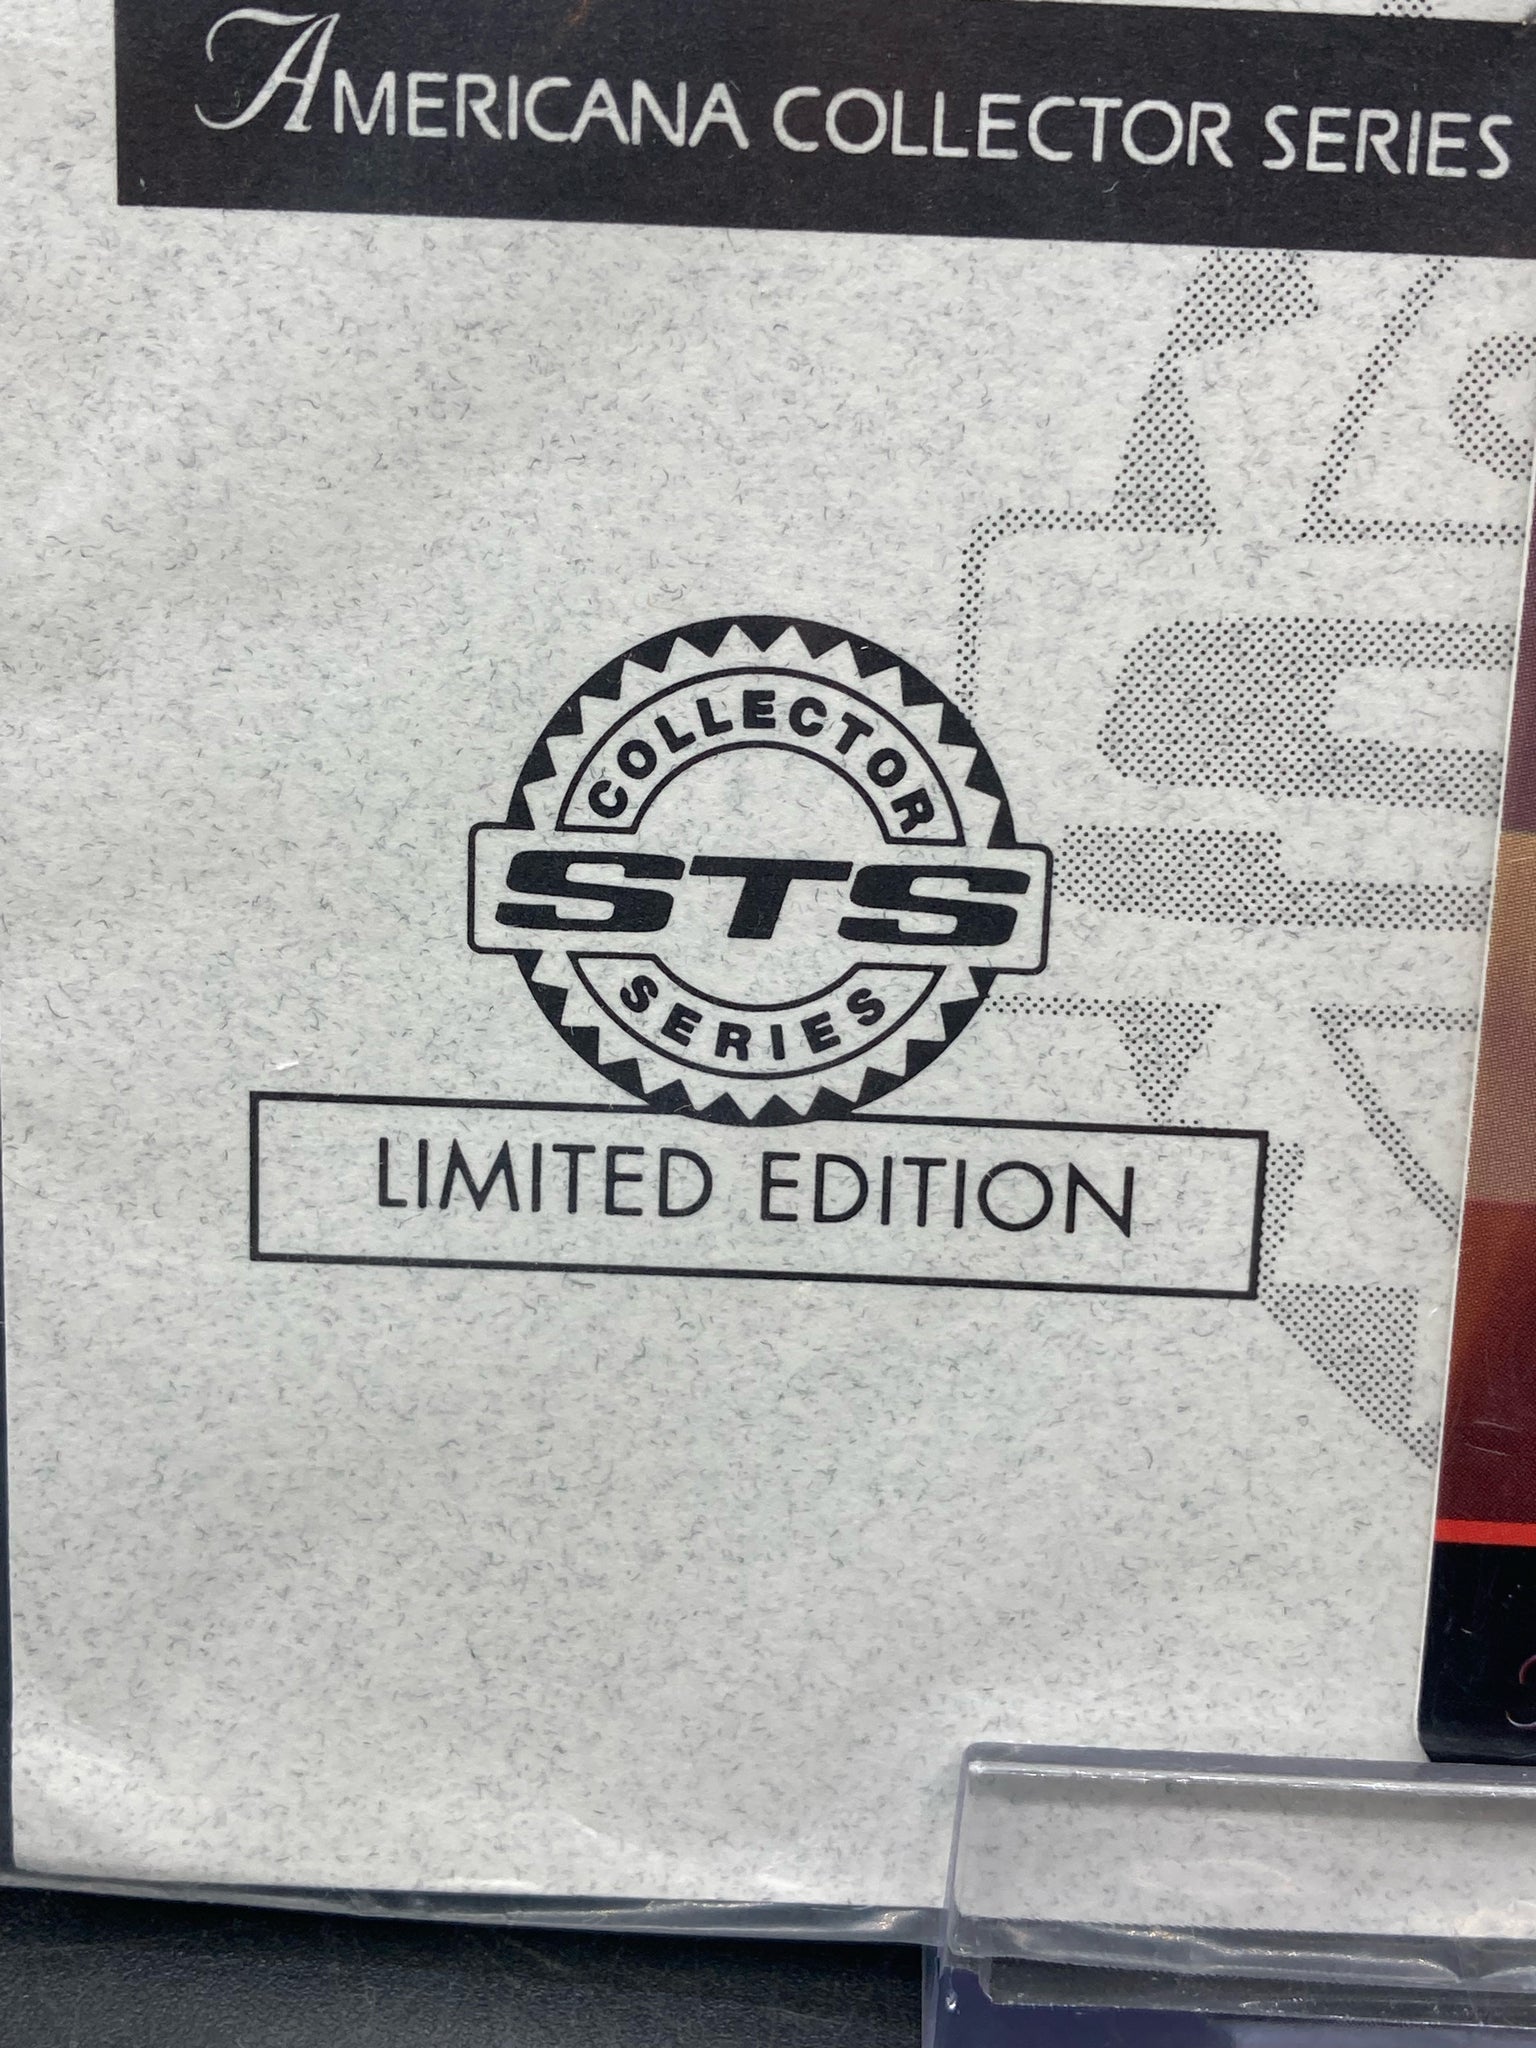 AMERICANA COLLECTOR SERIES
COLLECTOR
STS
SERIES
LIMITED EDITION